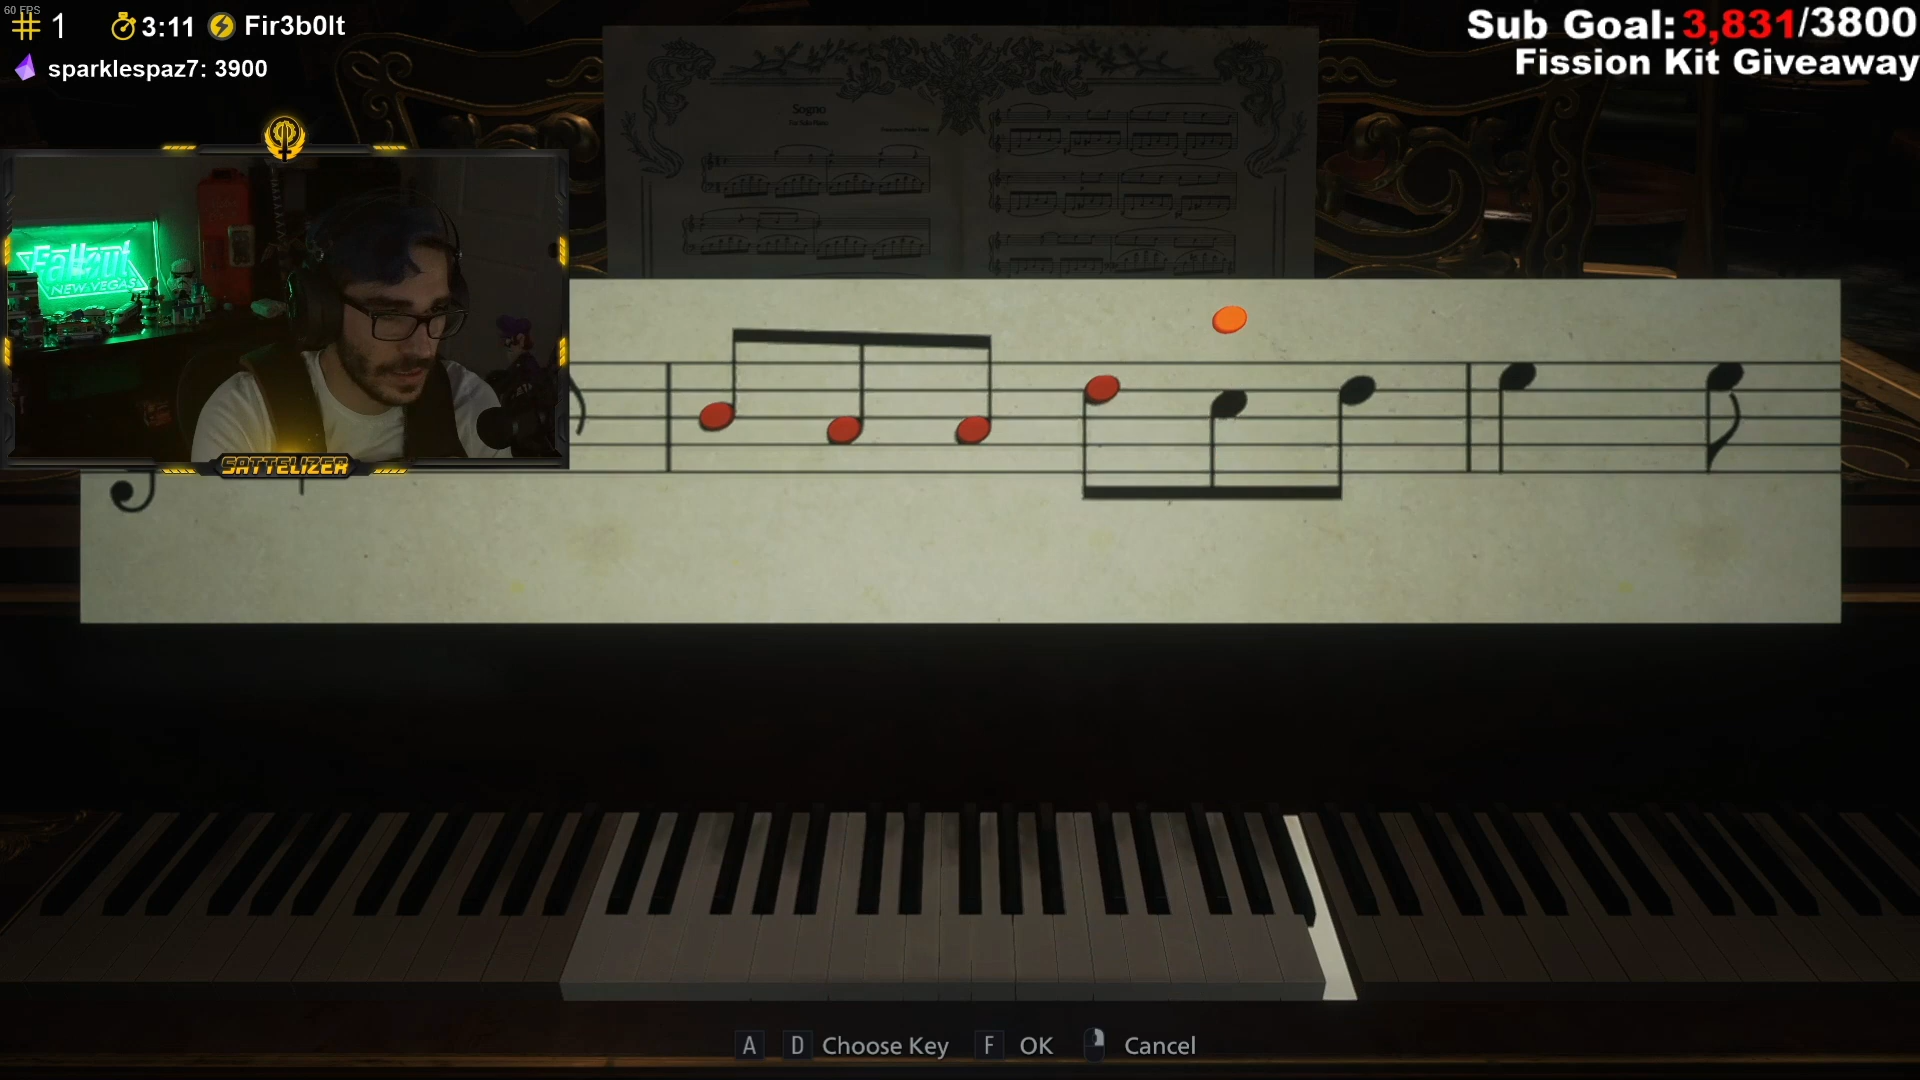 60 FPS
1
3:11
Fir3b0lt
sparklespaz7: 3900
Sub Goal: 3,831/3800
Fission Kit Giveaway
Sogno
Fallout
NEW VEGAS
SATTELIZER
A D Choose Key F OK Cancel